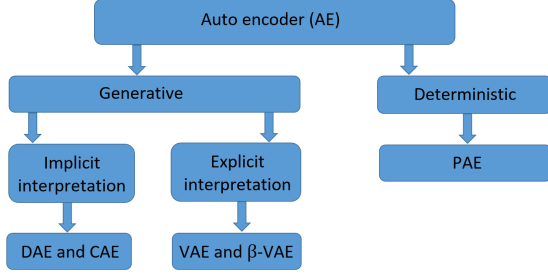 Auto encoder (AE)
Generative
Deterministic
Implicit
interpretation
Explicit
interpretation
PAE
DAE and CAE
VAE and β-VAE